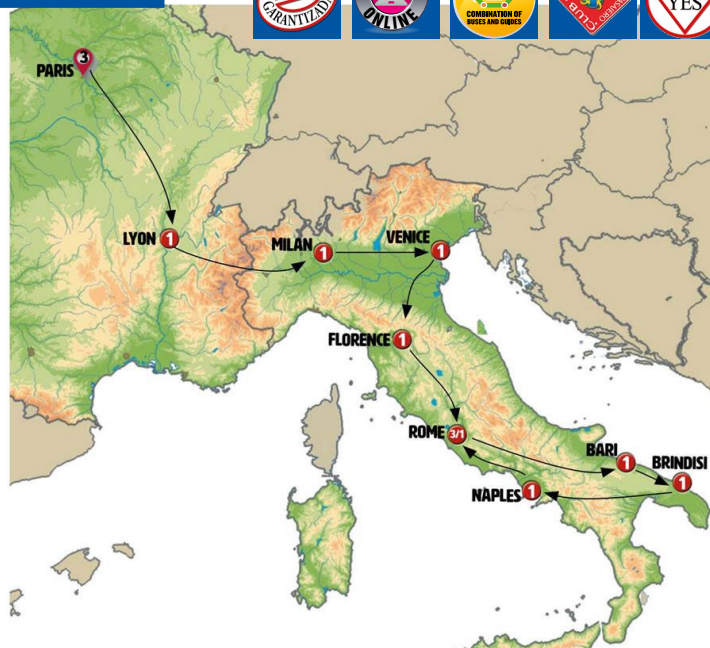 GARANTIZADA
ONLINE
COMBINATION OF
BUSES AND GUIDES
CLUB
YES
3
PARIS
LYON 1
MILAN 1
VENICE 1
FLORENCE 1
ROME 3/1
BARI 1
BRINDISI
1
NAPLES 1